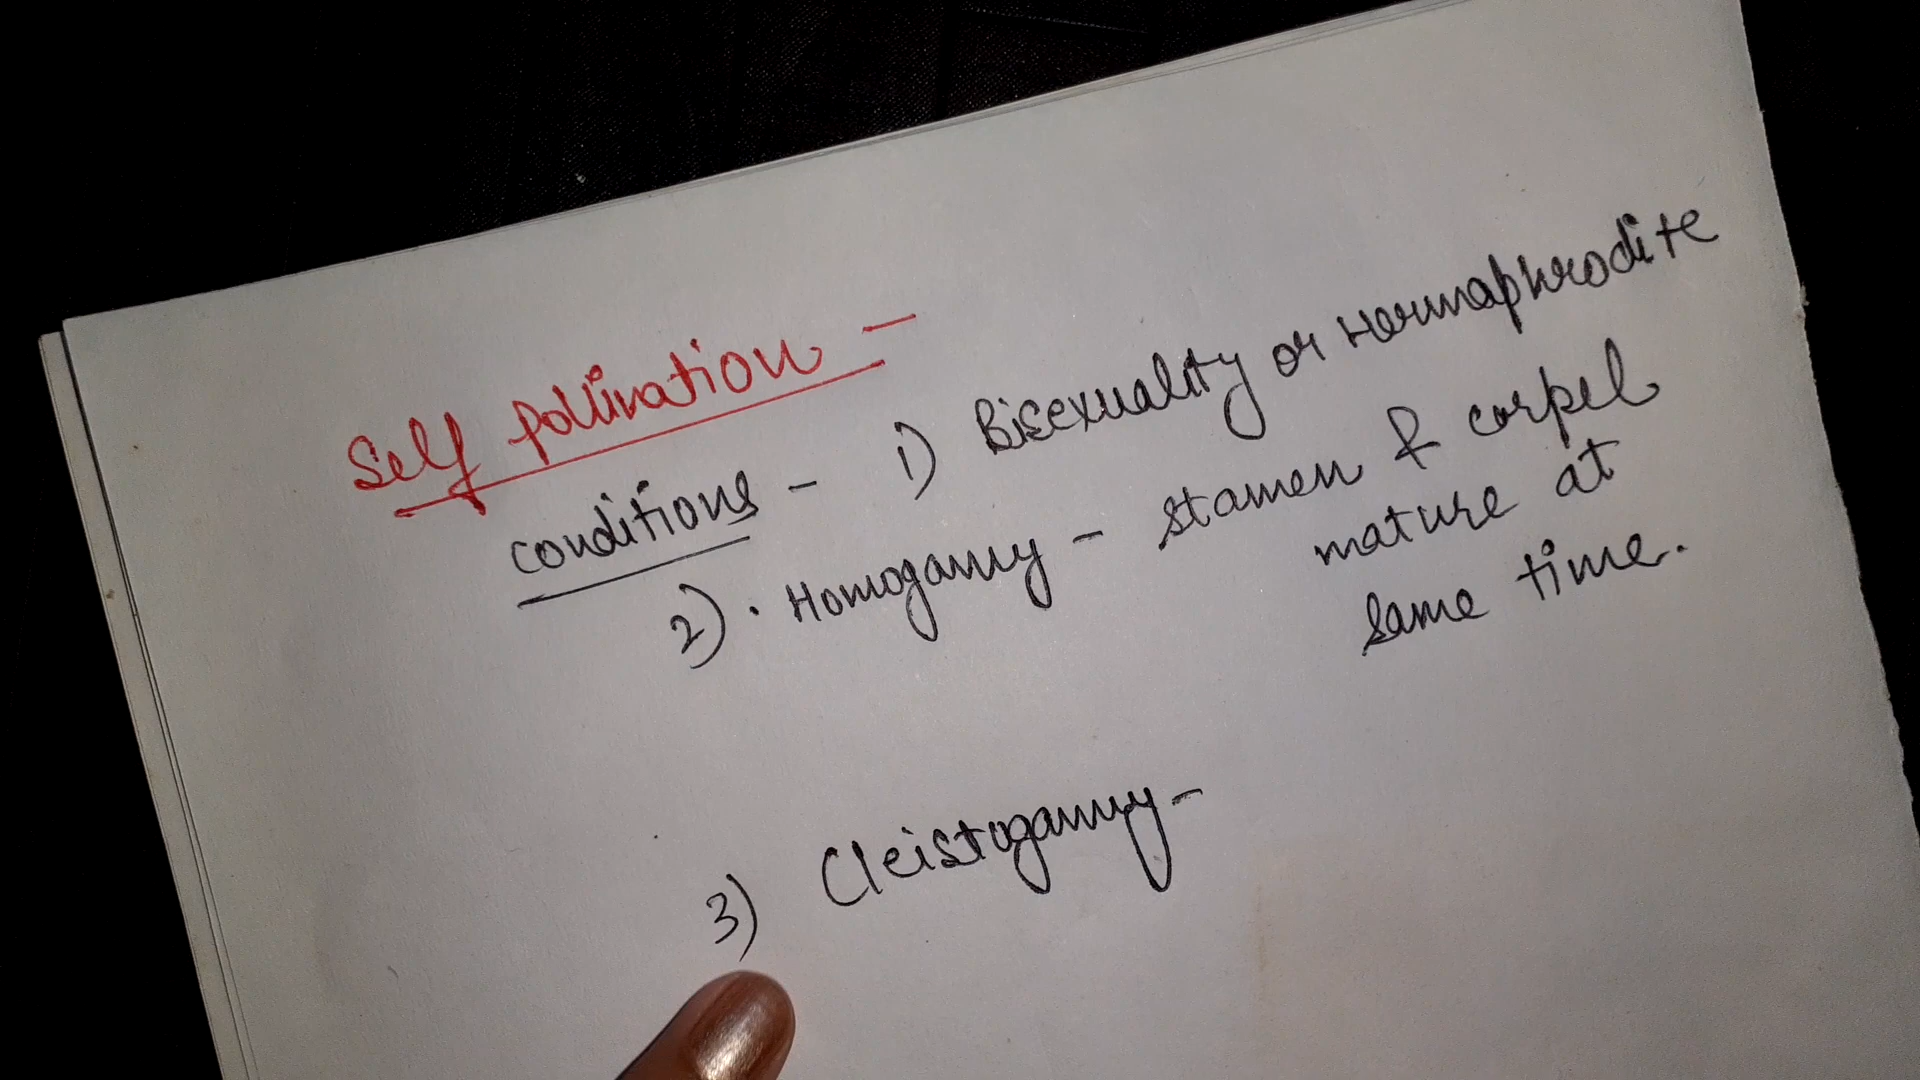 Self pollination -
conditions - 1) Bisexuality or Hermaphrodite
2) · Homogamy - stamen & carpel
mature at
same time.
3) Cleistogamy -